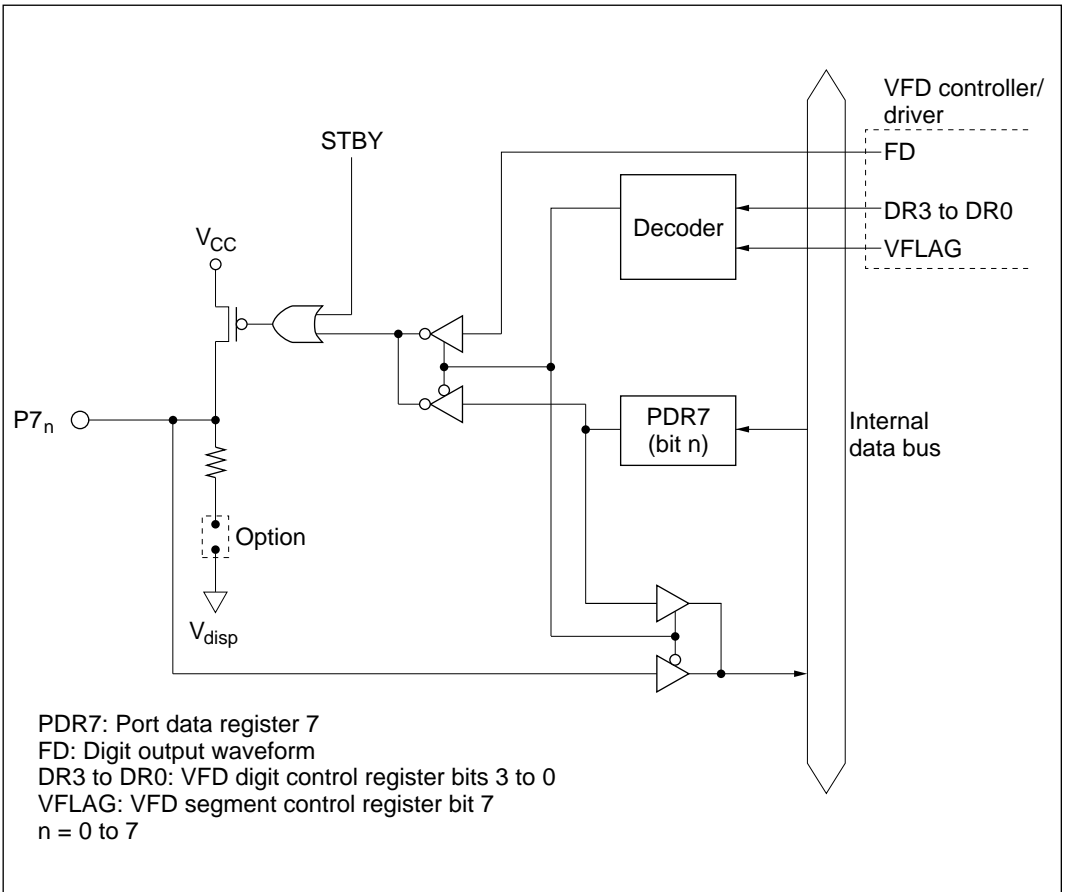 VFD controller/
driver
STBY
FD
DR3 to DR0
VFLAG
Decoder
VCC
P7n
PDR7
(bit n)
Internal
data bus
Option
Vdisp
PDR7: Port data register 7
FD: Digit output waveform
DR3 to DR0: VFD digit control register bits 3 to 0
VFLAG: VFD segment control register bit 7
n = 0 to 7